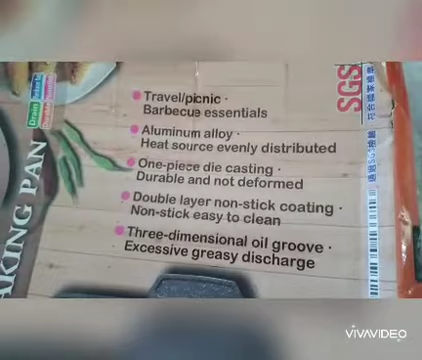 Travel/picnic ·
Barbecue essentials
Aluminum alloy ·
Heat source evenly distributed
One-piece die casting ·
Durable and not deformed
Double layer non-stick coating ·
Non-stick easy to clean
Three-dimensional oil groove ·
Excessive greasy discharge
AKING PAN
Drain
SGS
VIVAVIDEO